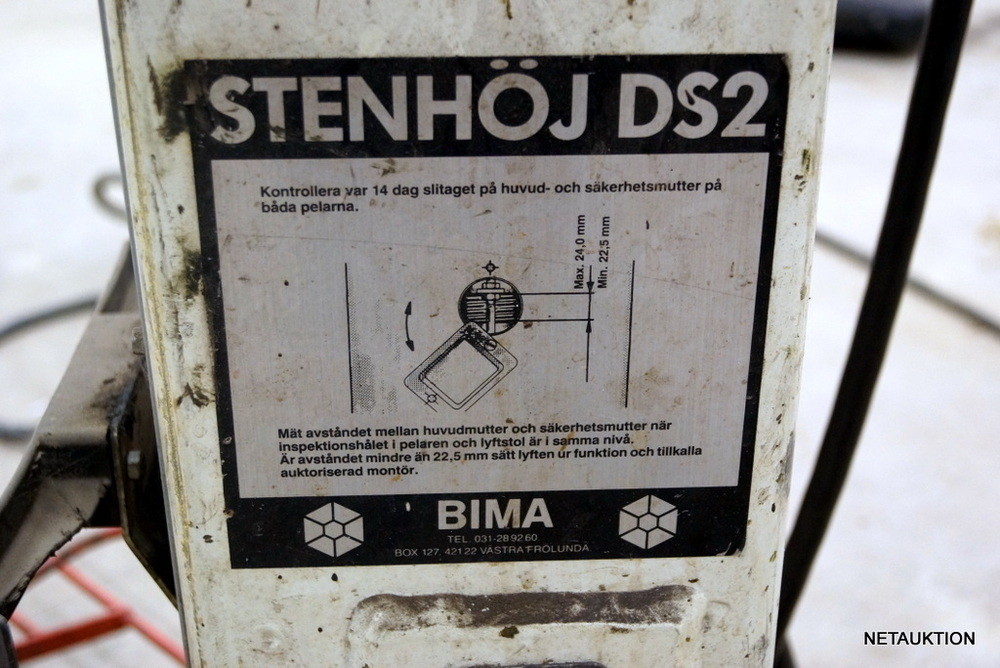 STENHÖJ DS2
Kontrollera var 14 dag slitaget på huvud- och säkerhetsmutter på
båda pelarna.
Max. 24,0 mm
Min. 22,5 mm
Mät avståndet mellan huvudmutter och säkerhetsmutter när
inspektionshålet i pelaren och lyftstol är i samma nivå.
Är avståndet mindre än 22,5 mm sätt lyften ur funktion och tillkalla
auktoriserad montör.
BIMA
TEL. 031-28 92 60
BOX 127, 421 22 VÄSTRA FRÖLUNDA
NETAUKTION